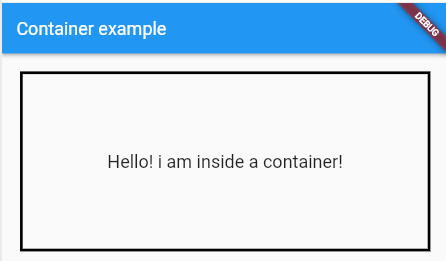 Container example
DEBUG
Hello! i am inside a container!